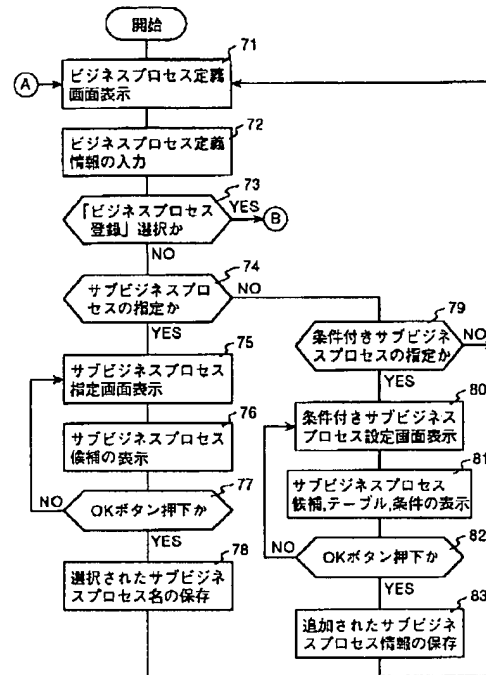 開始
71
A
ビジネスプロセス定義
画面表示
72
ビジネスプロセス定義
情報の入力
73
「ビジネスプロセス
登録」選択か
YES
B
NO
74
サブビジネスプロ
セスの指定か
NO
YES
79
条件付きサブビジネ
スプロセスの指定か
NO
YES
75
サブビジネスプロセス
指定画面表示
80
条件付きサブビジネス
プロセス設定画面表示
76
サブビジネスプロセス
候補の表示
81
サブビジネスプロセス
候補,テーブル,条件の表示
77
OKボタン押下か
NO
YES
82
OKボタン押下か
NO
YES
78
選択されたサブビジネ
スプロセス名の保存
83
追加されたサブビジネ
スプロセス情報の保存